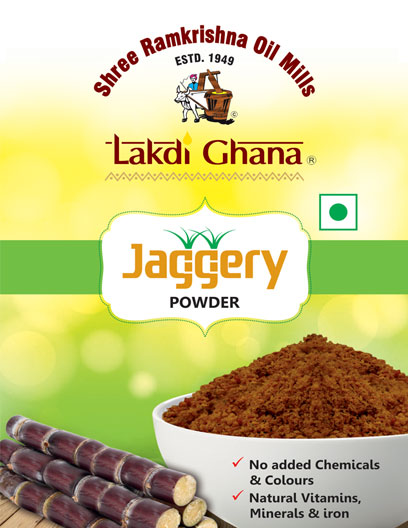 Shree Ramkrishna Oil Mills
ESTD. 1949
Lakdi Ghana ®
Jaggery
POWDER
✓ No added Chemicals
& Colours
✓ Natural Vitamins,
Minerals & iron